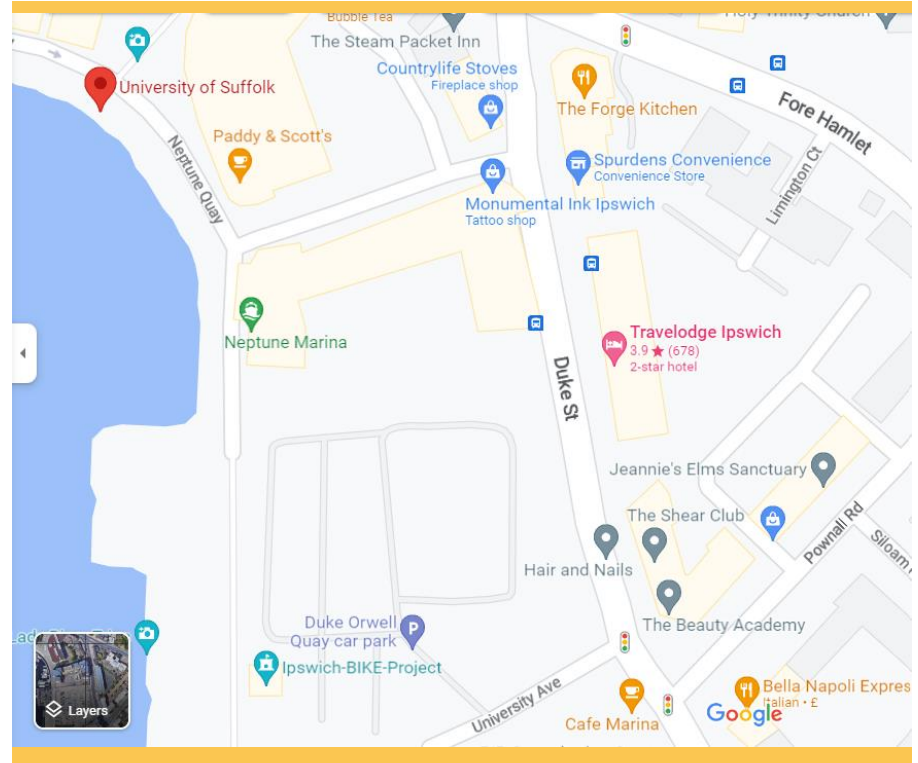 Bubble Tea
Holy Trinity Church
The Steam Packet Inn
Countrylife Stoves
Fireplace shop
University of Suffolk
The Forge Kitchen
Fore Hamlet
Paddy & Scott's
Neptune Quay
Spurdens Convenience
Convenience Store
Limington Ct
Monumental Ink Ipswich
Tattoo shop
Neptune Marina
Travelodge Ipswich
3.9 ★ (678)
2-star hotel
Duke St
Jeannie's Elms Sanctuary
The Shear Club
Pownall Rd
Siloam
Hair and Nails
Duke Orwell
Quay car park
P
The Beauty Academy
Ipswich-BIKE-Project
University Ave
Bella Napoli Expres
Italian • £
Layers
Cafe Marina
Google